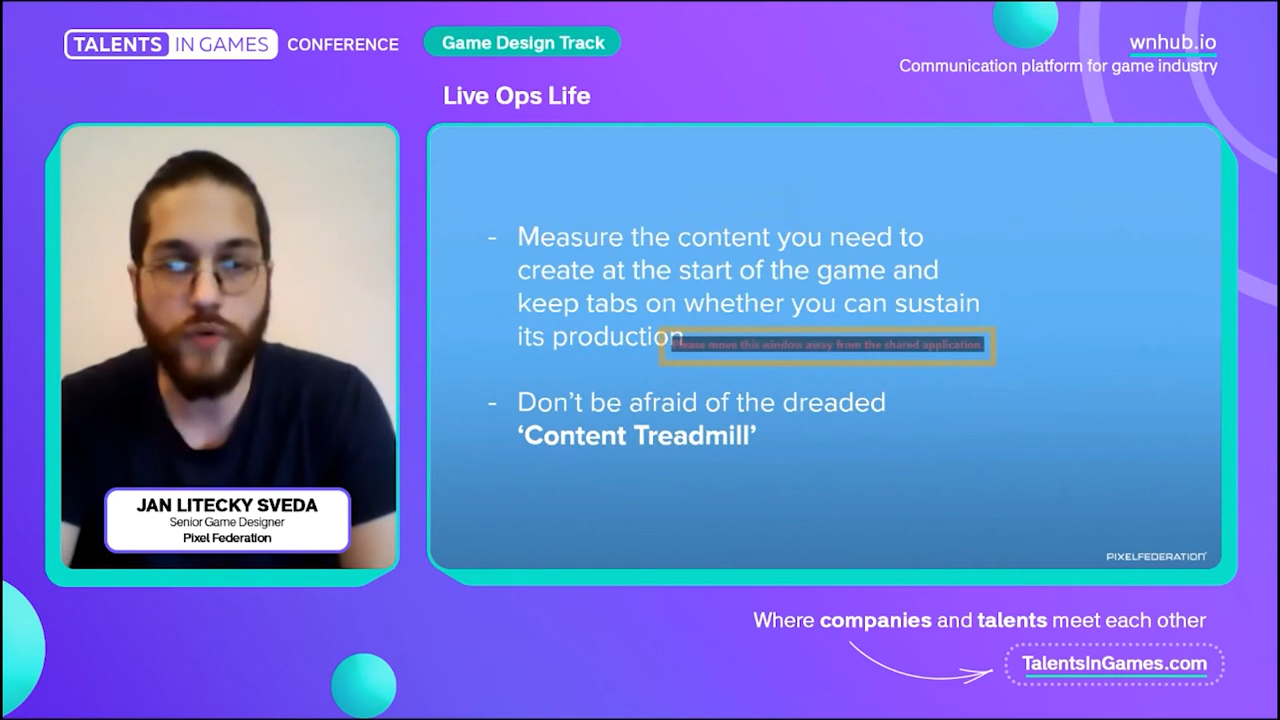 TALENTS IN GAMES CONFERENCE
Game Design Track
wnhub.io
Communication platform for game industry
Live Ops Life
- Measure the content you need to
create at the start of the game and
keep tabs on whether you can sustain
its production
Please move this window away from the shared application.
- Don't be afraid of the dreaded
‘Content Treadmill’
JAN LITECKY SVEDA
Senior Game Designer
Pixel Federation
PIXELFEDERATION
Where companies and talents meet each other
TalentsInGames.com